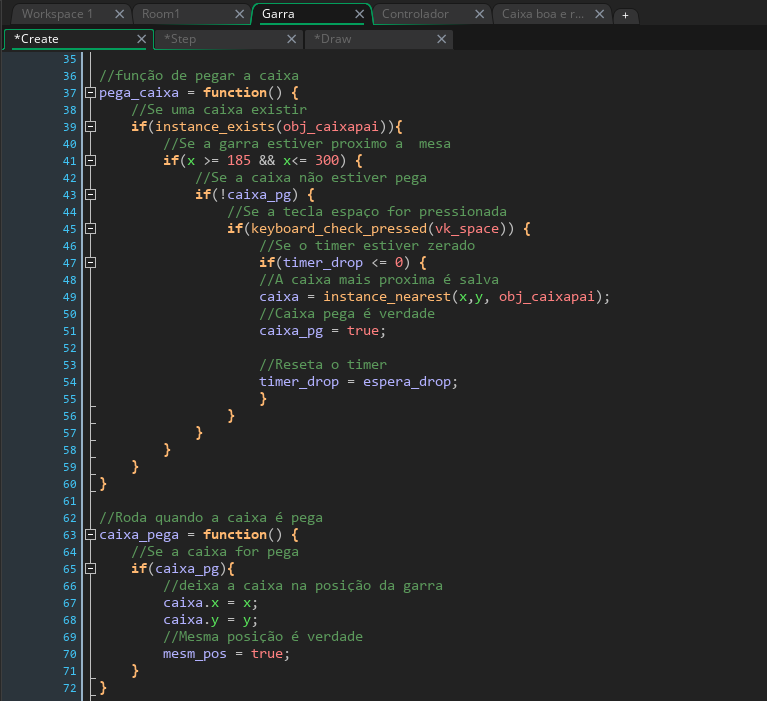 Workspace 1 Room1 Garra Controlador Caixa boa e r... +
*Create *Step *Draw
35
36 //função de pegar a caixa
37 pega_caixa = function() {
38     //Se uma caixa existir
39     if(instance_exists(obj_caixapai)){
40         //Se a garra estiver proximo a  mesa
41         if(x >= 185 && x<= 300) {
42             //Se a caixa não estiver pega
43             if(!caixa_pg) {
44                 //Se a tecla espaço for pressionada
45                 if(keyboard_check_pressed(vk_space)) {
46                     //Se o timer estiver zerado
47                     if(timer_drop <= 0) {
48                     //A caixa mais proxima é salva
49                     caixa = instance_nearest(x,y, obj_caixapai);
50                     //Caixa pega é verdade
51                     caixa_pg = true;
52
53                     //Reseta o timer
54                     timer_drop = espera_drop;
55                     }
56                 }
57             }
58         }
59     }
60 }
61
62 //Roda quando a caixa é pega
63 caixa_pega = function() {
64     //Se a caixa for pega
65     if(caixa_pg){
66         //deixa a caixa na posição da garra
67         caixa.x = x;
68         caixa.y = y;
69         //Mesma posição é verdade
70         mesm_pos = true;
71     }
72 }